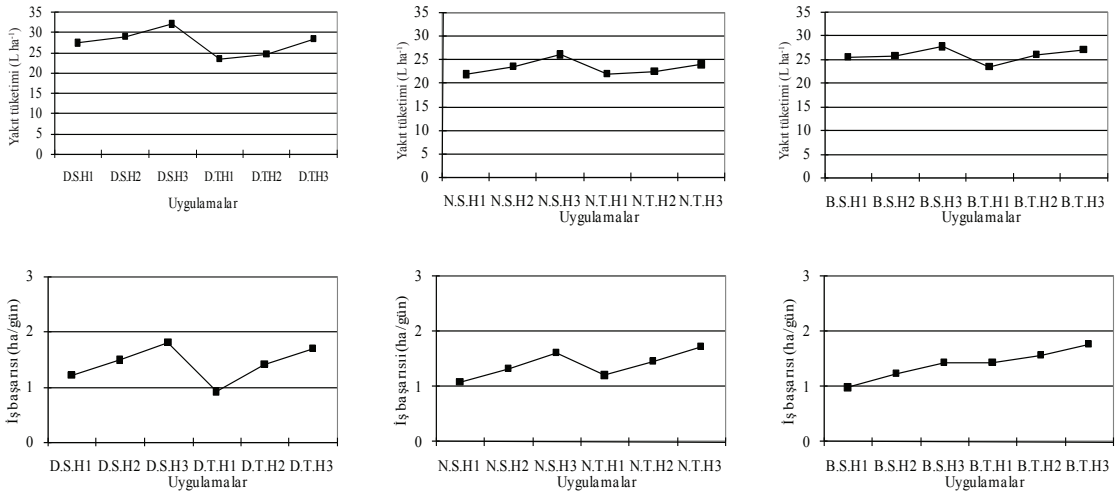 Yakıt tüketimi (L ha-1)
35
30
25
20
15
10
5
0
D.S.H1 D.S.H2 D.S.H3 D.T.H1 D.T.H2 D.T.H3
Uygulamalar
Yakıt tüketimi (L ha-1)
35
30
25
20
15
10
5
0
N.S.H1 N.S.H2 N.S.H3 N.T.H1 N.T.H2 N.T.H3
Uygulamalar
Yakıt tüketimi (L ha-1)
35
30
25
20
15
10
5
0
B.S.H1 B.S.H2 B.S.H3 B.T.H1 B.T.H2 B.T.H3
Uygulamalar
İş başarısı (ha/gün)
3
2
1
0
D.S.H1 D.S.H2 D.S.H3 D.T.H1 D.T.H2 D.T.H3
Uygulamalar
İş başarısı (ha/gün)
3
2
1
0
N.S.H1 N.S.H2 N.S.H3 N.T.H1 N.T.H2 N.T.H3
Uygulamalar
İş başarısı (ha/gün)
3
2
1
0
B.S.H1 B.S.H2 B.S.H3 B.T.H1 B.T.H2 B.T.H3
Uygulamalar